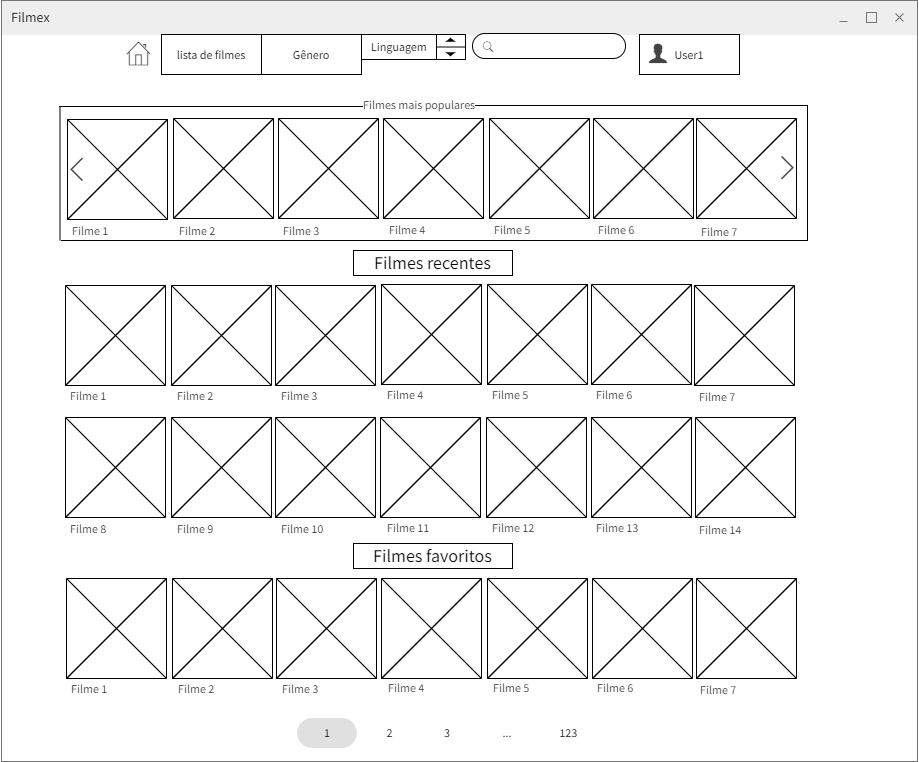 Filmex
lista de filmes
Gênero
Linguagem
User1
Filmes mais populares
Filme 1
Filme 2
Filme 3
Filme 4
Filme 5
Filme 6
Filme 7
Filmes recentes
Filme 1
Filme 2
Filme 3
Filme 4
Filme 5
Filme 6
Filme 7
Filme 8
Filme 9
Filme 10
Filme 11
Filme 12
Filme 13
Filme 14
Filmes favoritos
Filme 1
Filme 2
Filme 3
Filme 4
Filme 5
Filme 6
Filme 7
1 2 3 ... 123